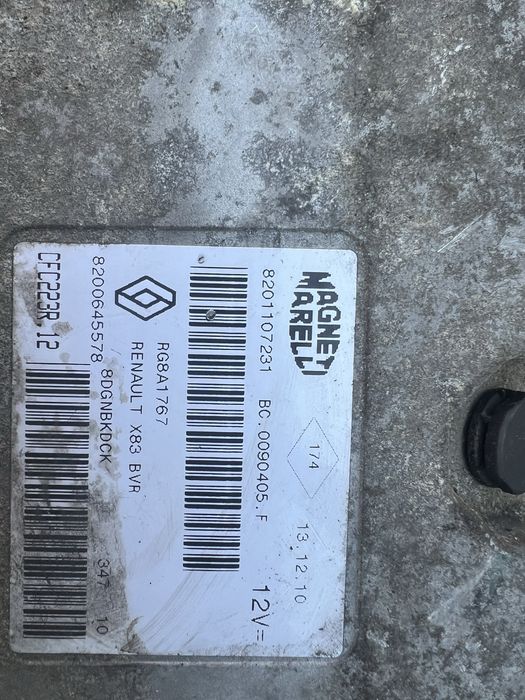 MAGNETI
MARELLI
174
13.12.10
8201107231 BC.0090405.F 12V=
RG8A1767
RENAULT X83 BVR
8200645578 8DGNBKDCK 347 10
CFC223R.12